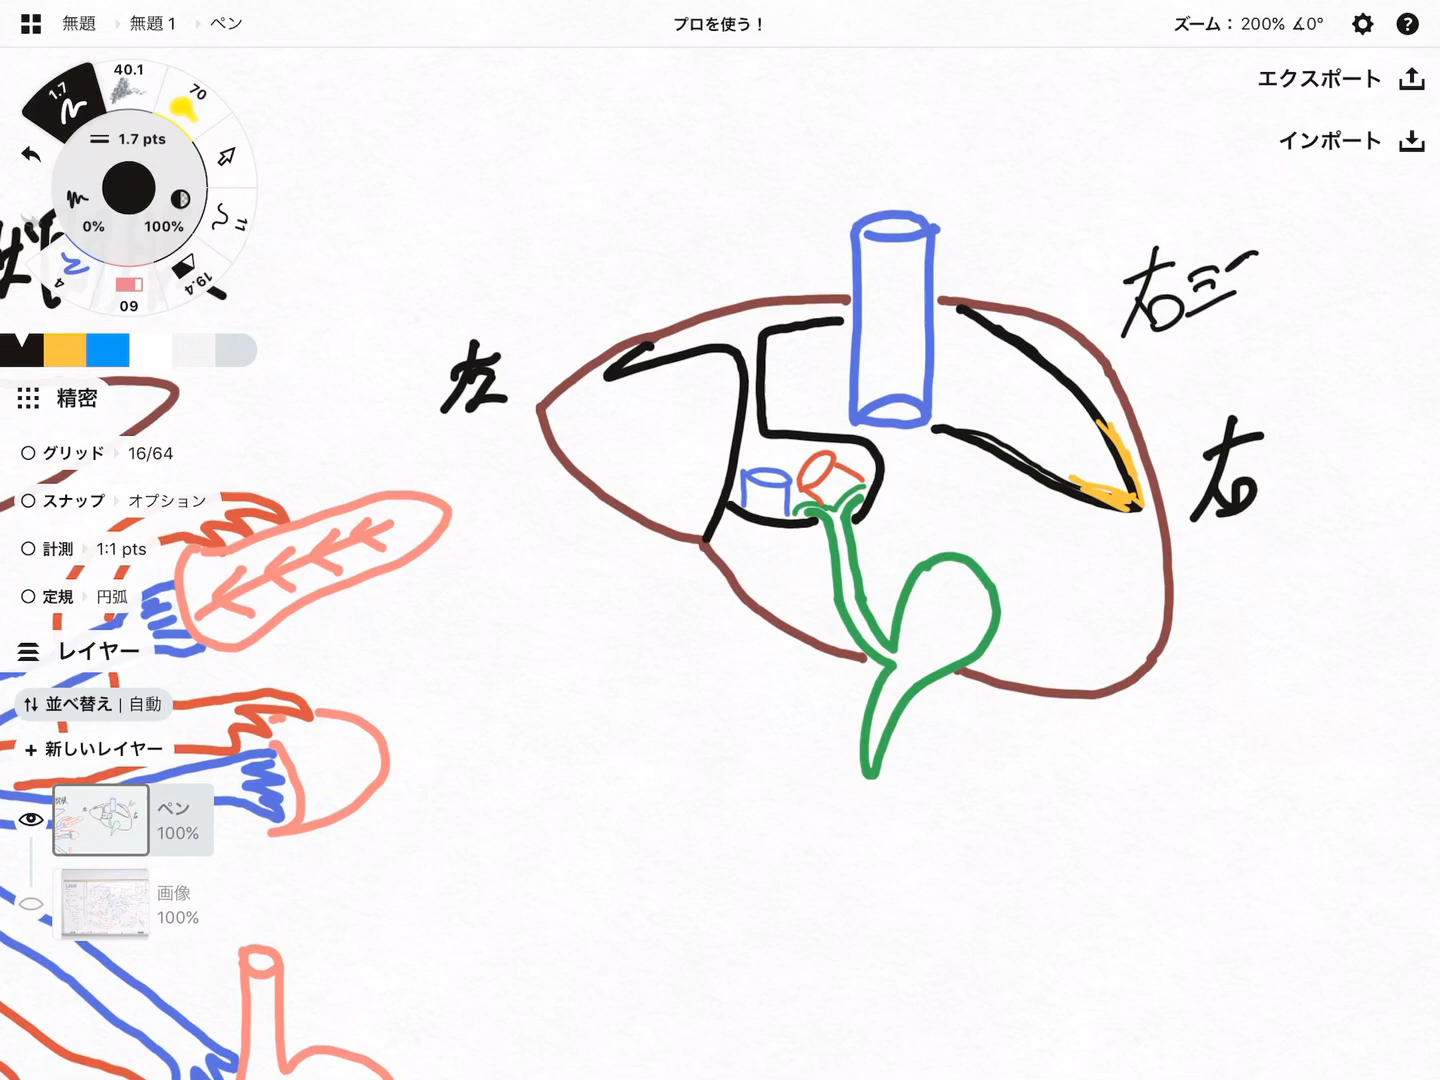 無題 無題 1 ペン
プロを使う！
ズーム： 200% ∡0°
エクスポート
インポート
1.7
40.1
70
1.7 pts
0%
100%
11
19.4
60
4
精密
グリッド 16/64
スナップ オプション
計測 1:1 pts
定規 円弧
レイヤー
並べ替え | 自動
+ 新しいレイヤー
ペン
100%
画像
100%
左
右
右